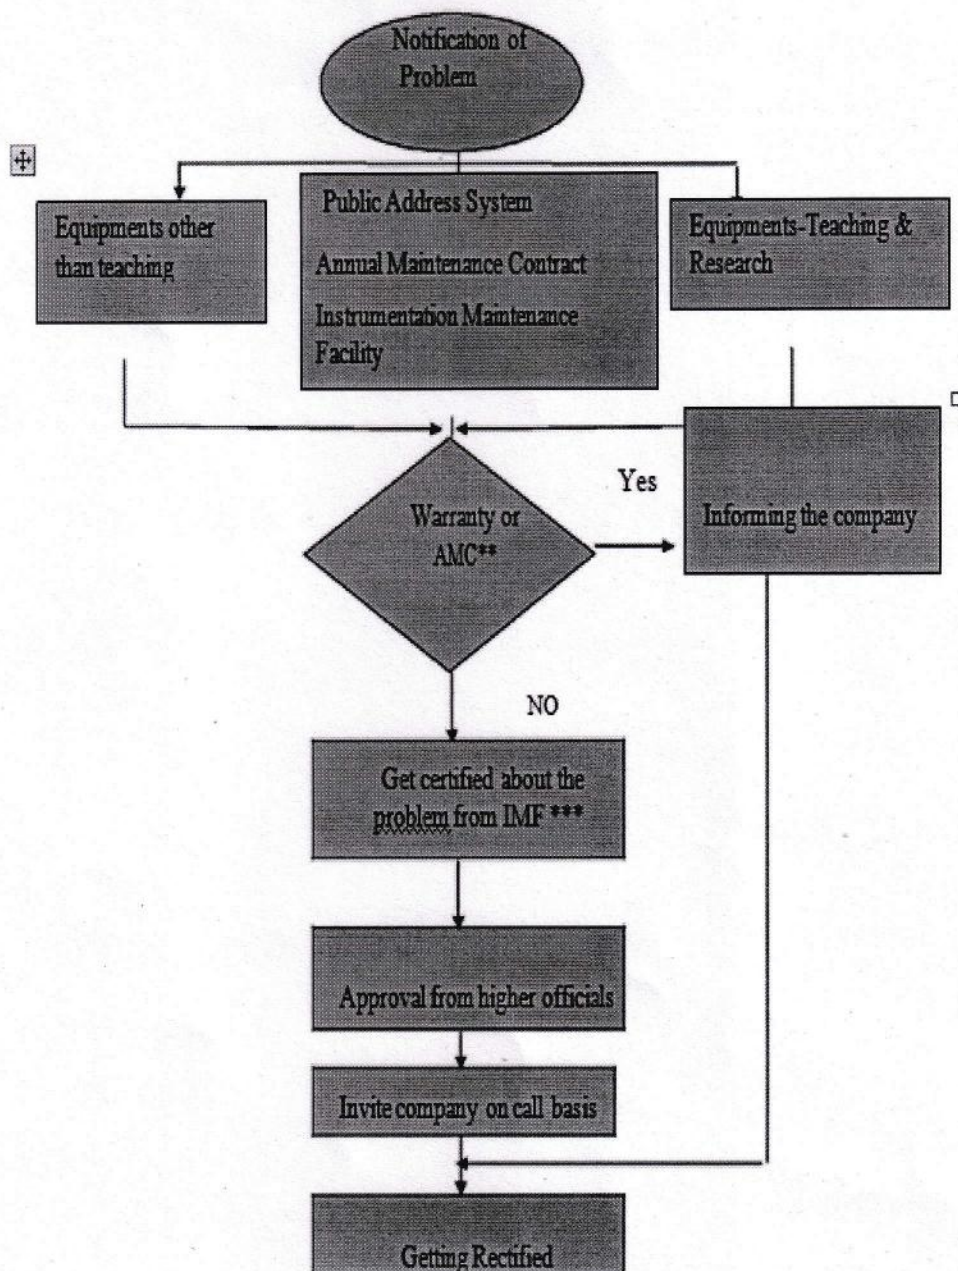 Notification of
Problem
Equipments other
than teaching
Public Address System
Annual Maintenance Contract
Instrumentation Maintenance
Facility
Equipments-Teaching &
Research
Warranty or
AMC**
Yes
Informing the company
NO
Get certified about the
problem from IMF ***
Approval from higher officials
Invite company on call basis
Getting Rectified